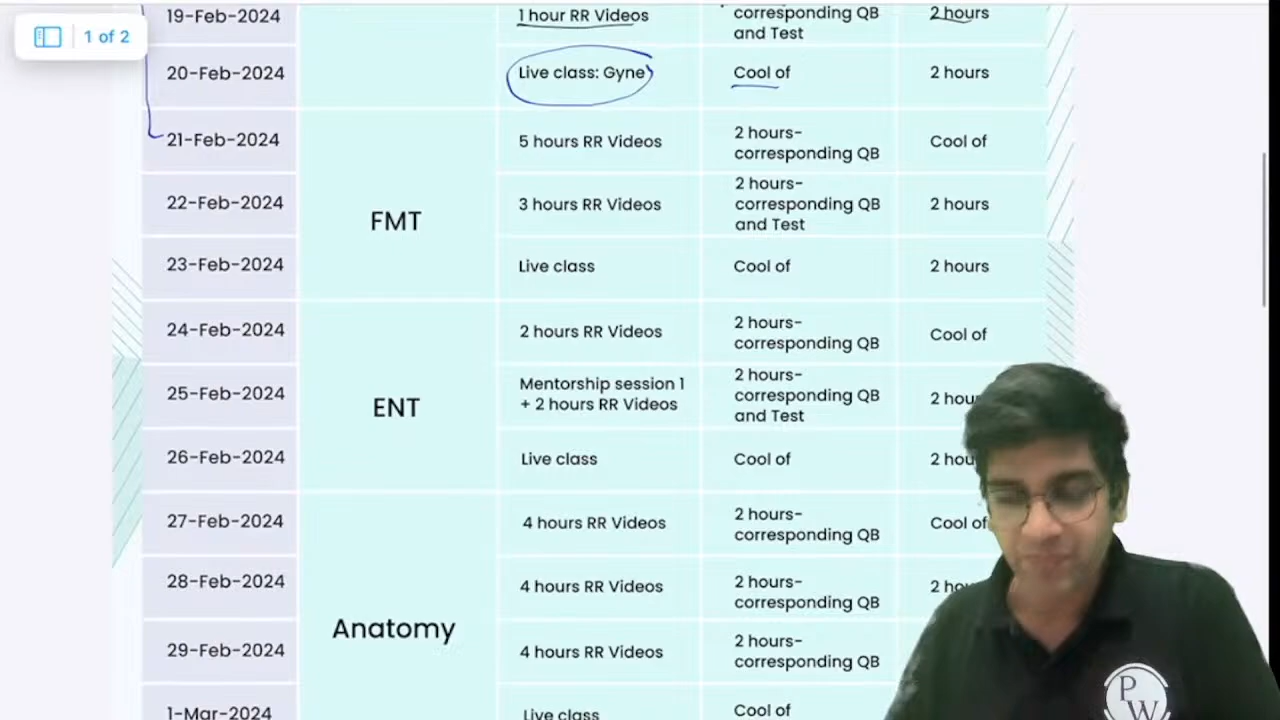 1 of 2
19-Feb-2024
1 hour RR Videos
corresponding QB
and Test
2 hours
20-Feb-2024
Live class: Gyne
Cool of
2 hours
21-Feb-2024
5 hours RR Videos
2 hours-
corresponding QB
Cool of
FMT
22-Feb-2024
3 hours RR Videos
2 hours-
corresponding QB
and Test
2 hours
23-Feb-2024
Live class
Cool of
2 hours
24-Feb-2024
2 hours RR Videos
2 hours-
corresponding QB
Cool of
ENT
25-Feb-2024
Mentorship session 1
+ 2 hours RR Videos
2 hours-
corresponding QB
and Test
2 hou
26-Feb-2024
Live class
Cool of
2 hou
27-Feb-2024
4 hours RR Videos
2 hours-
corresponding QB
Cool of
28-Feb-2024
4 hours RR Videos
2 hours-
corresponding QB
2 hou
Anatomy
29-Feb-2024
4 hours RR Videos
2 hours-
corresponding QB
1-Mar-2024
Live class
Cool of
PW